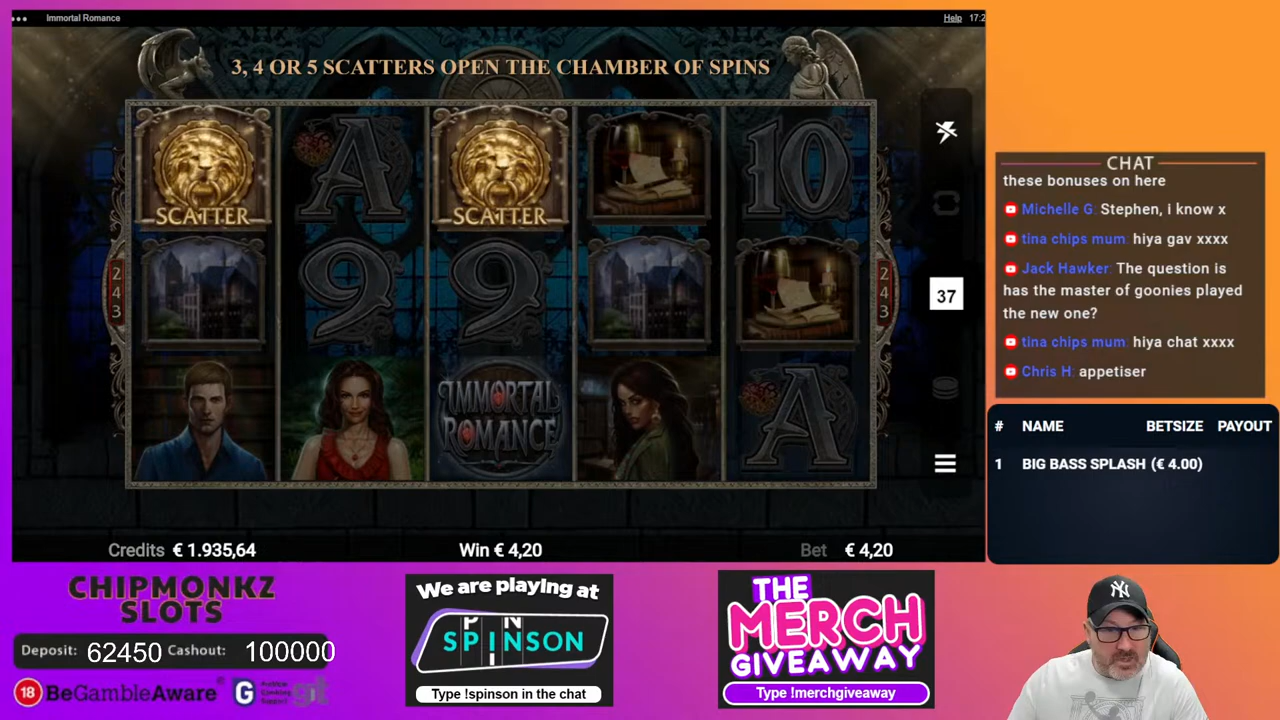 Immortal Romance
Help 17:2
3, 4 OR 5 SCATTERS OPEN THE CHAMBER OF SPINS
SCATTER
A
SCATTER
10
9
9
IMMORTAL
ROMANCE
A
243
243
37
Credits € 1.935,64
Win € 4,20
Bet € 4,20
CHAT
these bonuses on here
Michelle G: Stephen, i know x
tina chips mum: hiya gav xxxx
Jack Hawker: The question is
has the master of goonies played
the new one?
tina chips mum: hiya chat xxxx
Chris H: appetiser
# NAME BETSIZE PAYOUT
1 BIG BASS SPLASH (€ 4.00)
CHIPMONKZ
SLOTS
Deposit: 62450 Cashout: 100000
18 BeGambleAware
We are playing at
SPINSON
Type !spinson in the chat
THE
MERCH
GIVEAWAY
Type !merchgiveaway
NY